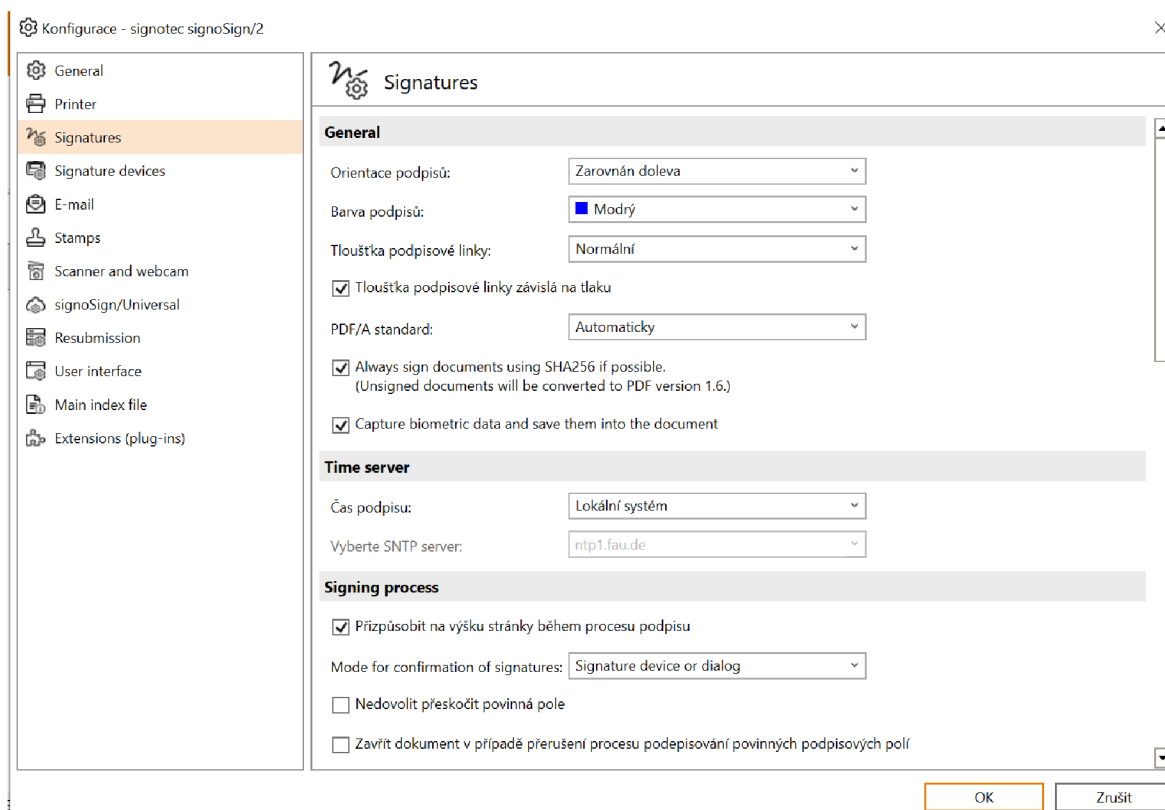 Konfigurace - signotec signoSign/2
General
Printer
Signatures
Signature devices
E-mail
Stamps
Scanner and webcam
signoSign/Universal
Resubmission
User interface
Main index file
Extensions (plug-ins)
Signatures
General
Orientace podpisů: Zarovnán doleva
Barva podpisů: Modrý
Tloušťka podpisové linky: Normální
Tloušťka podpisové linky závislá na tlaku
PDF/A standard: Automaticky
Always sign documents using SHA256 if possible.
(Unsigned documents will be converted to PDF version 1.6.)
Capture biometric data and save them into the document
Time server
Čas podpisu: Lokální systém
Vyberte SNTP server: ntp1.fau.de
Signing process
Přizpůsobit na výšku stránky během procesu podpisu
Mode for confirmation of signatures: Signature device or dialog
Nedovolit přeskočit povinná pole
Zavřít dokument v případě přerušení procesu podepisování povinných podpisových polí
OK Zrušit